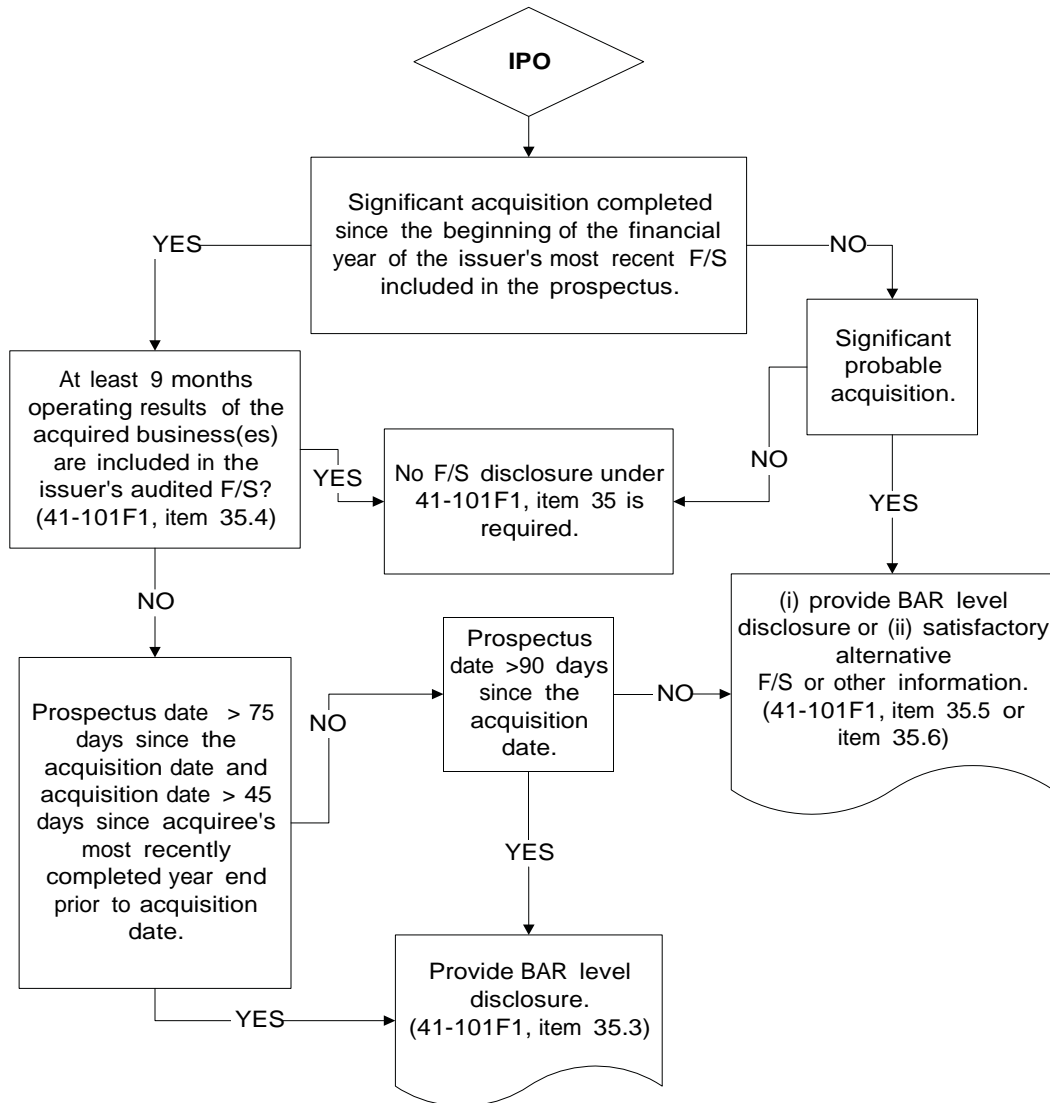 IPO
Significant acquisition completed
since the beginning of the financial
year of the issuer's most recent F/S
included in the prospectus.
YES
NO
At least 9 months
operating results of the
acquired business(es)
are included in the
issuer's audited F/S?
(41-101F1, item 35.4)
Significant
probable
acquisition.
YES
No F/S disclosure under
41-101F1, item 35 is
required.
NO
YES
NO
Prospectus date > 75
days since the
acquisition date and
acquisition date > 45
days since acquiree's
most recently
completed year end
prior to acquisition
date.
NO
Prospectus
date >90 days
since the
acquisition
date.
NO
(i) provide BAR level
disclosure or (ii) satisfactory
alternative
F/S or other information.
(41-101F1, item 35.5 or
item 35.6)
YES
YES
Provide BAR level
disclosure.
(41-101F1, item 35.3)